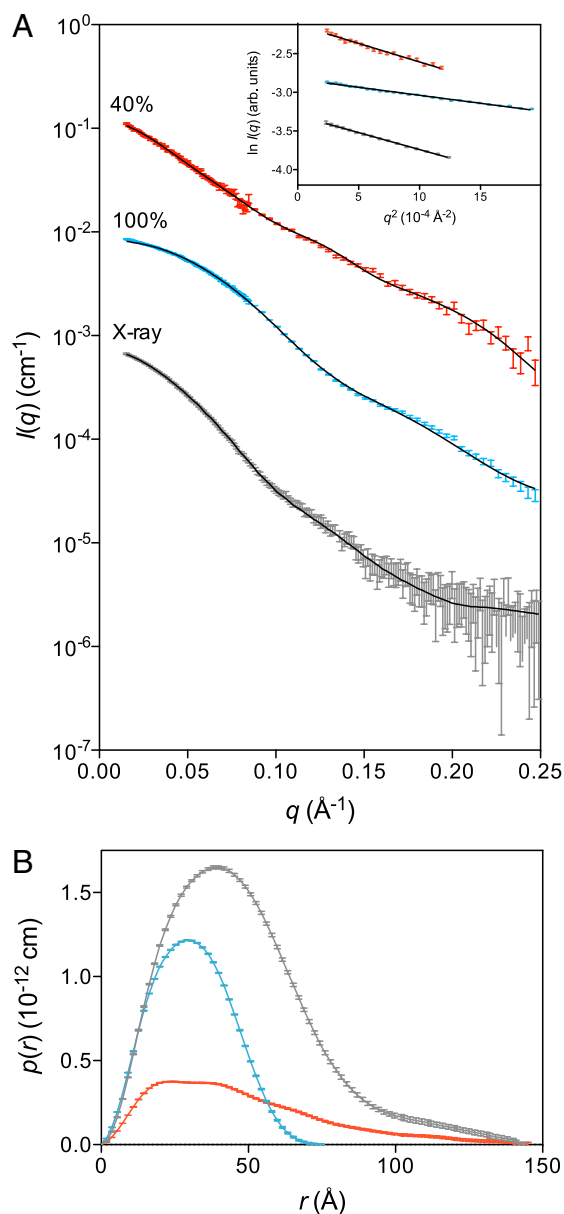 A
I(q) (cm⁻¹)
10⁰
10⁻¹
10⁻²
10⁻³
10⁻⁴
10⁻⁵
10⁻⁶
10⁻⁷
40%
100%
X-ray
ln I(q) (arb. units)
-2.5
-3.0
-3.5
-4.0
0 5 10 15
q² (10⁻⁴ Å⁻²)
0.00 0.05 0.10 0.15 0.20 0.25
q (Å⁻¹)
B
p(r) (10⁻¹² cm)
1.5
1.0
0.5
0.0
0 50 100 150
r (Å)